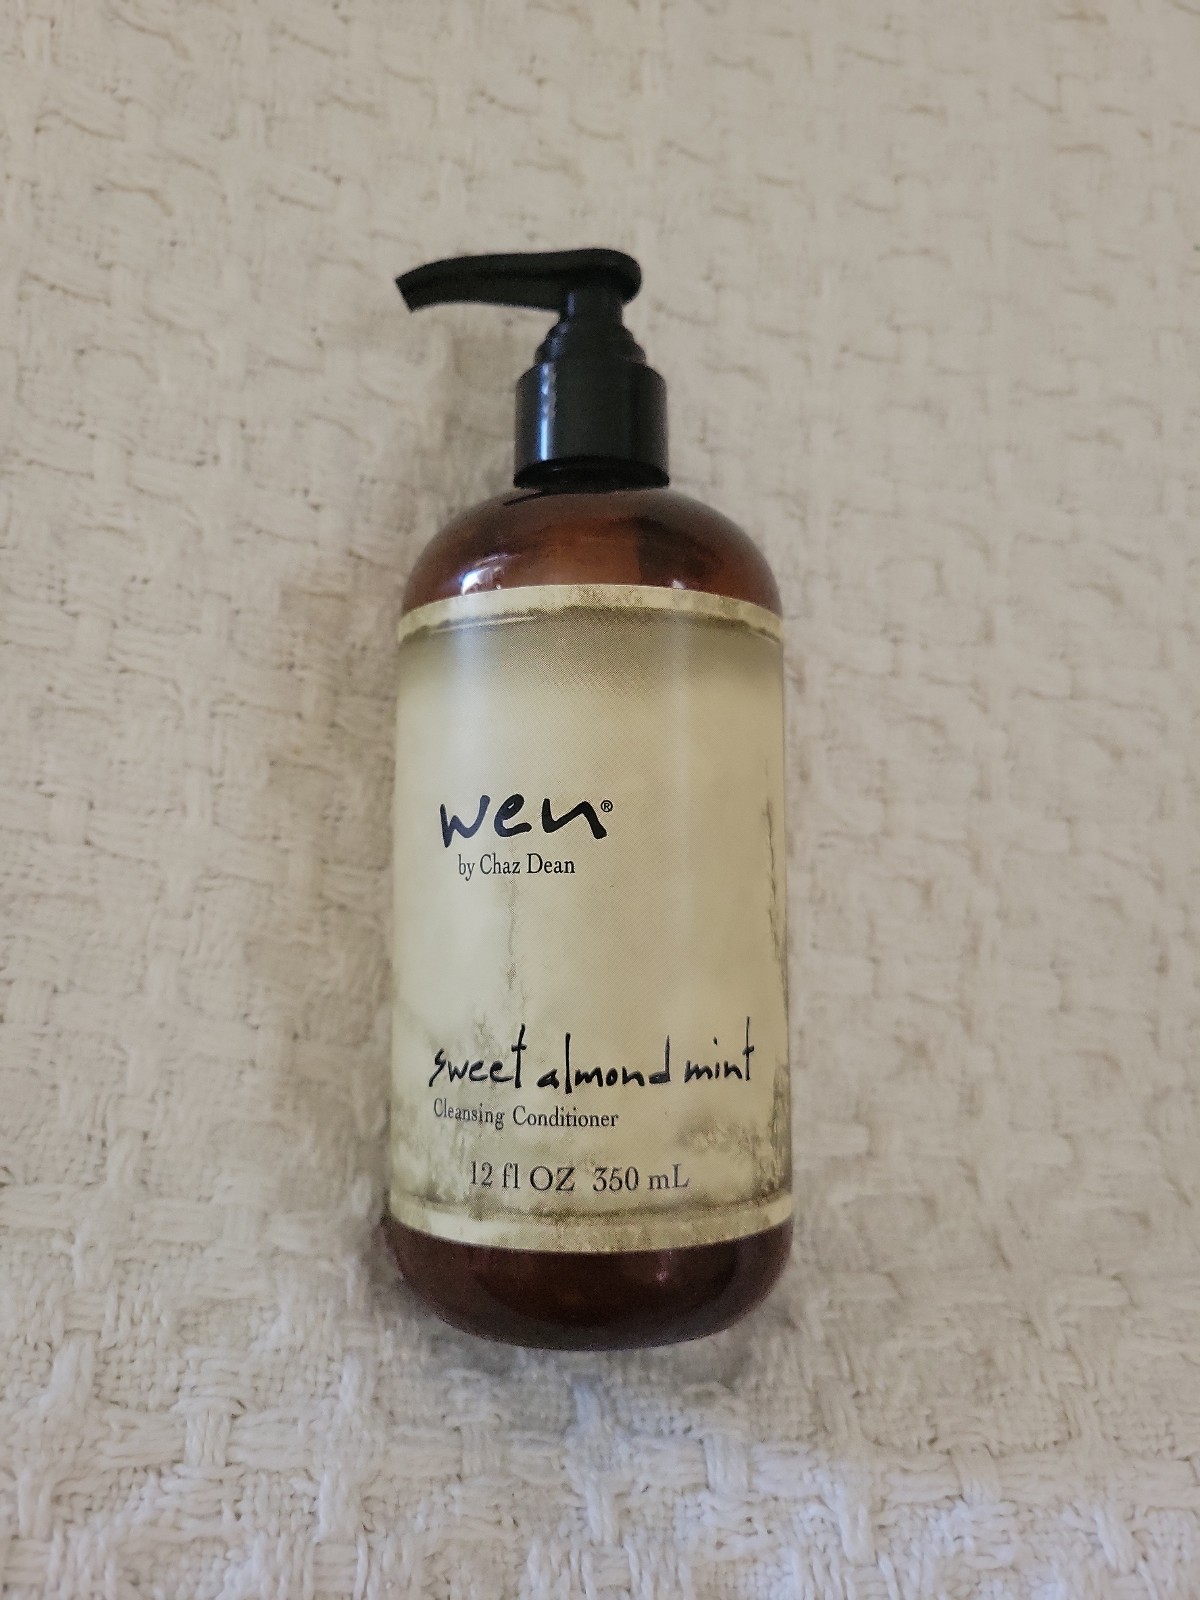 wen®
by Chaz Dean
sweet almond mint
Cleansing Conditioner
12 fl OZ 350 mL